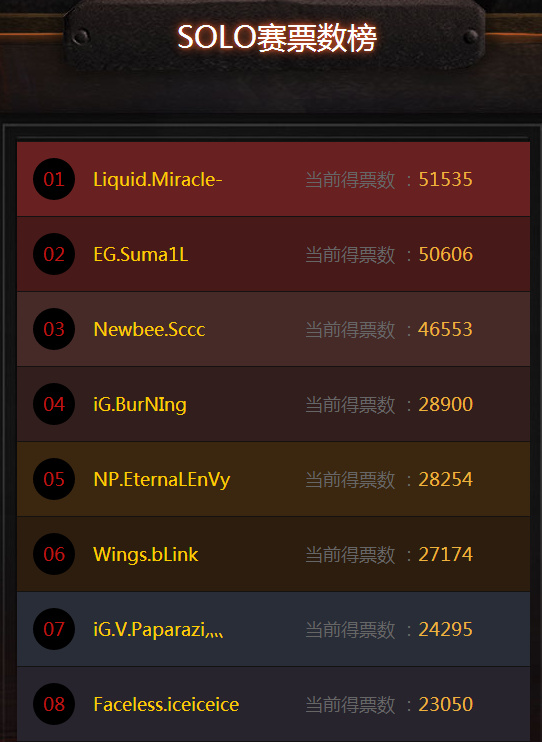 SOLO赛票数榜
01 Liquid.Miracle- 当前得票数 : 51535
02 EG.Suma1L 当前得票数 : 50606
03 Newbee.Sccc 当前得票数 : 46553
04 iG.BurNIng 当前得票数 : 28900
05 NP.EternaLEnVy 当前得票数 : 28254
06 Wings.bLink 当前得票数 : 27174
07 iG.V.Paparazi灬 当前得票数 : 24295
08 Faceless.iceiceice 当前得票数 : 23050